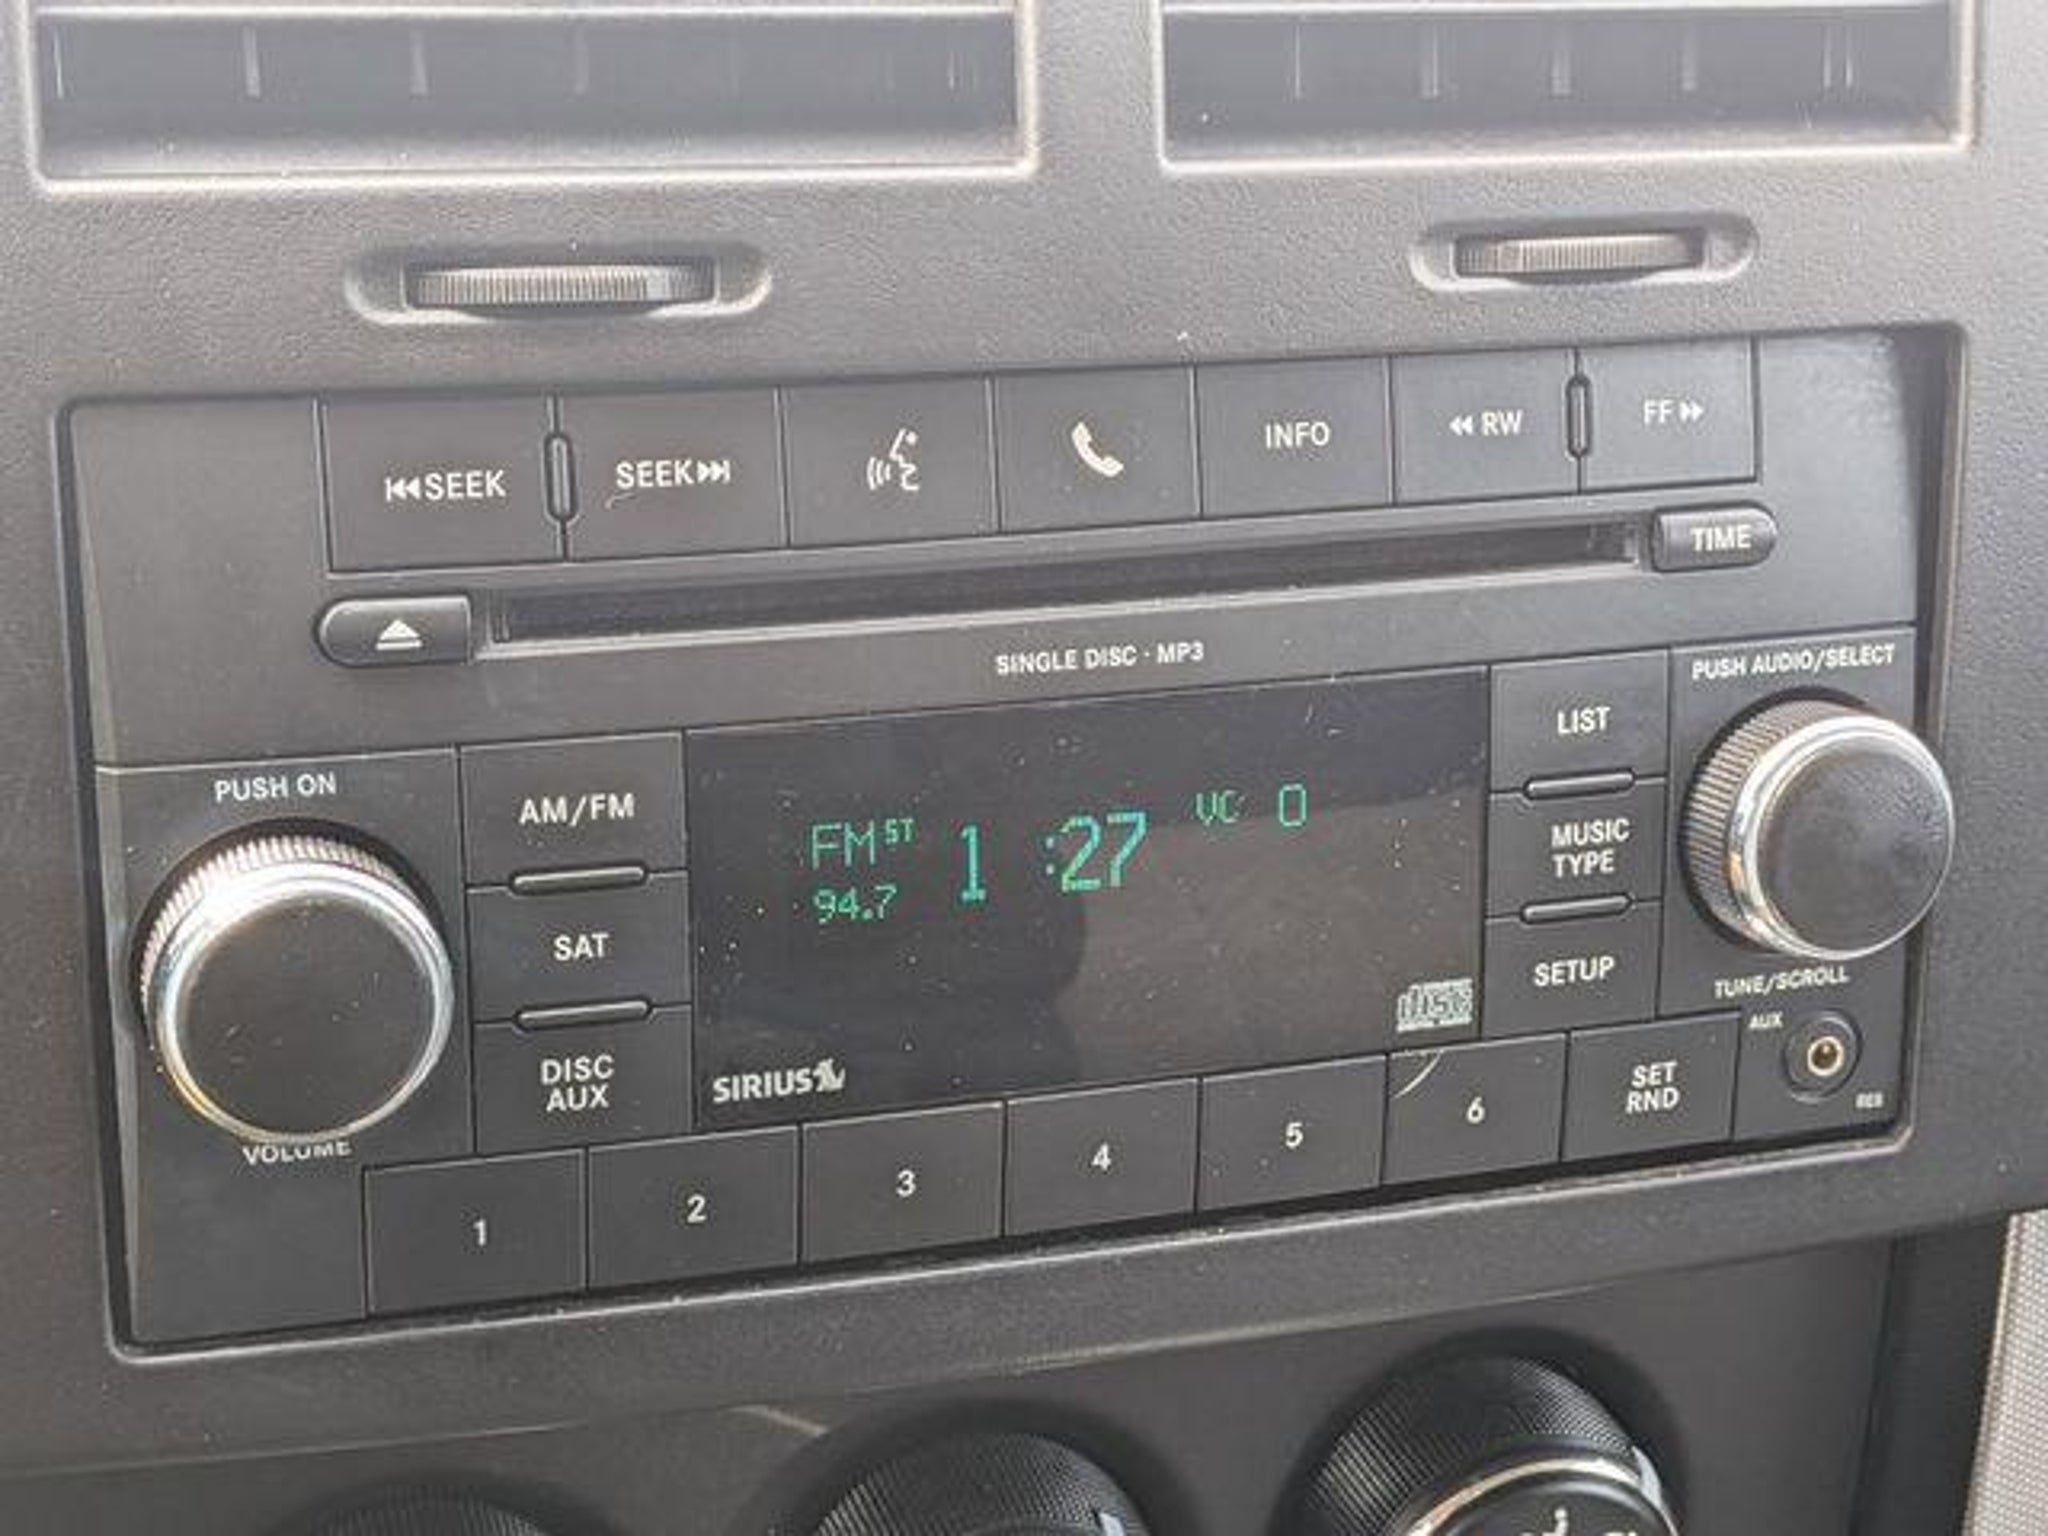 SEEK
SEEK
INFO
RW
FF
TIME
SINGLE DISC · MP3
PUSH AUDIO/SELECT
LIST
PUSH ON
AM/FM
FM ST 1 :27 VC 0
94.7
MUSIC
TYPE
SAT
SETUP
TUNE/SCROLL
DISC
AUX
SIRIUS
disc
AUX
VOLUME
1
2
3
4
5
6
SET
RND